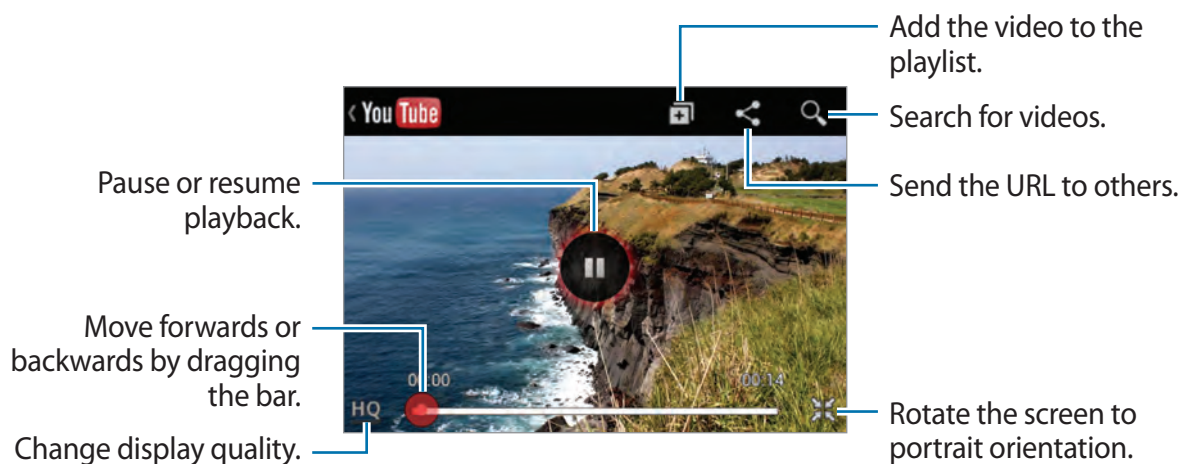 Add the video to the
playlist.
‹ You Tube
Search for videos.
Send the URL to others.
Pause or resume
playback.
Move forwards or
backwards by dragging
the bar.
00:00
00:14
HQ
Rotate the screen to
portrait orientation.
Change display quality.